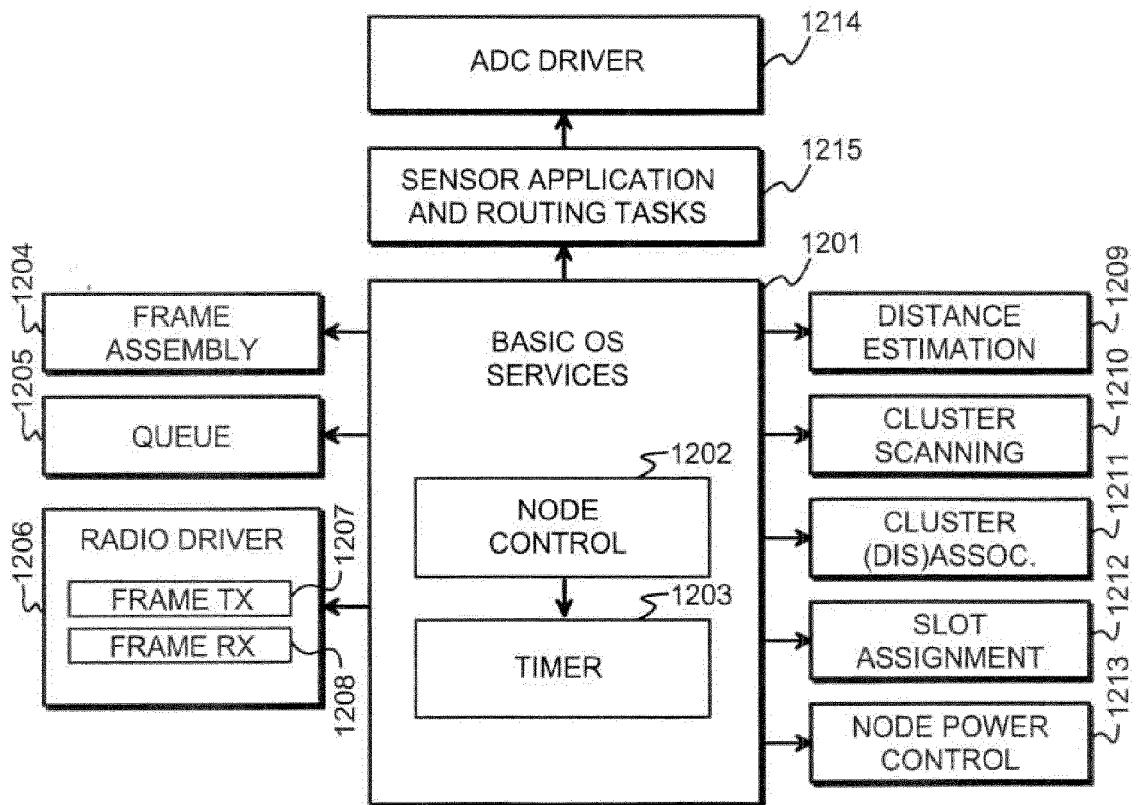 1214
ADC DRIVER
1215
SENSOR APPLICATION
AND ROUTING TASKS
1201
1204
FRAME
ASSEMBLY
1205
QUEUE
1206
RADIO DRIVER
1207
FRAME TX
FRAME RX
1208
BASIC OS
SERVICES
1202
NODE
CONTROL
1203
TIMER
1209
DISTANCE
ESTIMATION
1210
CLUSTER
SCANNING
1211
CLUSTER
(DIS)ASSOC.
1212
SLOT
ASSIGNMENT
1213
NODE POWER
CONTROL